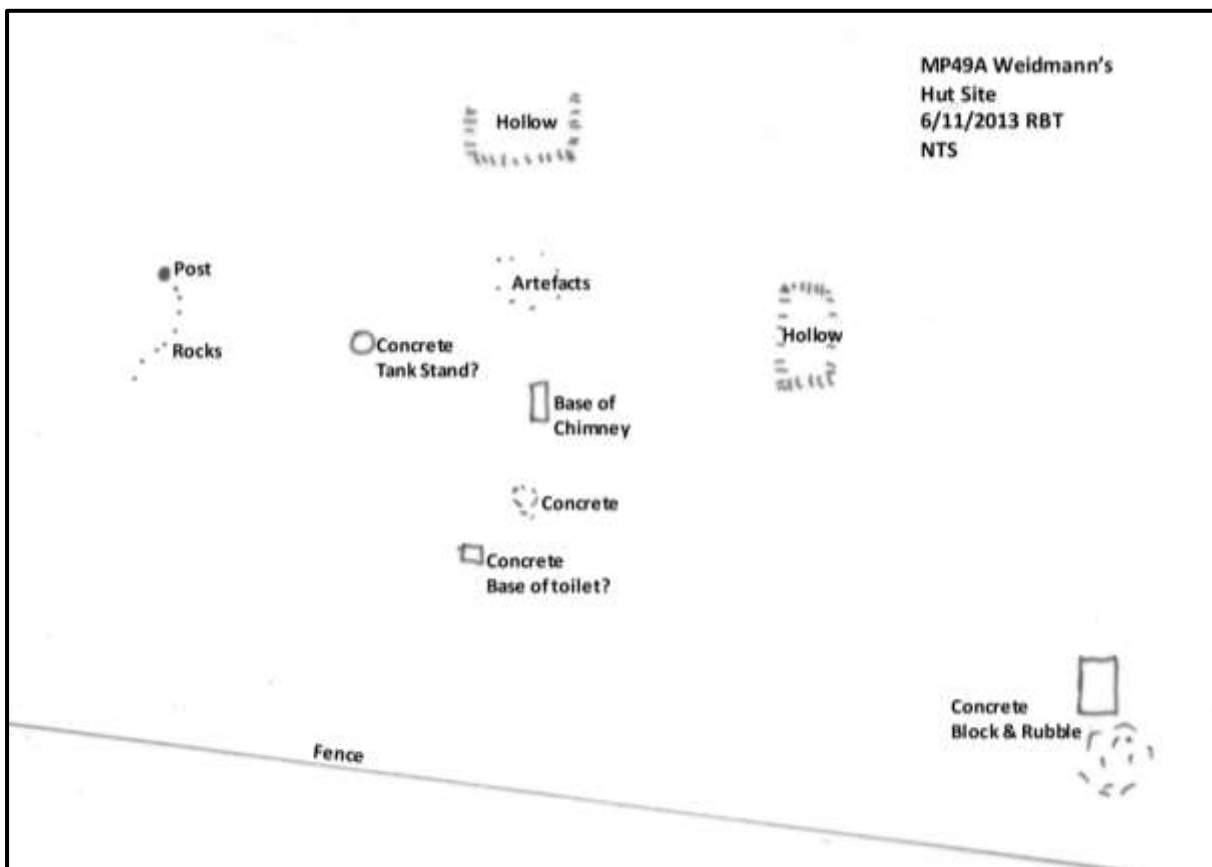 MP49A Weidmann's
Hut Site
6/11/2013 RBT
NTS
Hollow
Post
Artefacts
Rocks
Hollow
Concrete
Tank Stand?
Base of
Chimney
Concrete
Concrete
Base of toilet?
Concrete
Block & Rubble
Fence